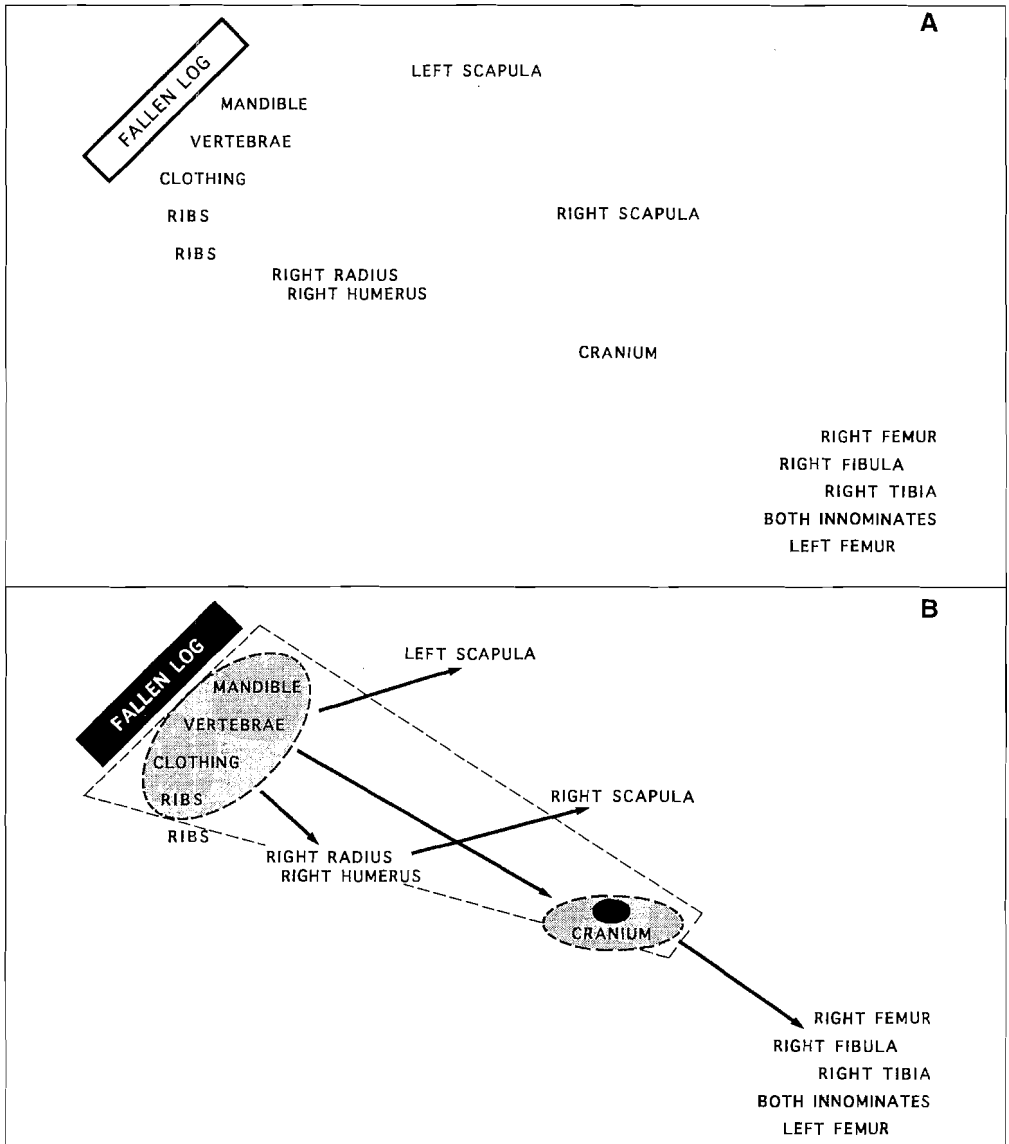 A
FALLEN LOG
LEFT SCAPULA
MANDIBLE
VERTEBRAE
CLOTHING
RIBS
RIGHT SCAPULA
RIBS
RIGHT RADIUS
RIGHT HUMERUS
CRANIUM
RIGHT FEMUR
RIGHT FIBULA
RIGHT TIBIA
BOTH INNOMINATES
LEFT FEMUR
B
FALLEN LOG
LEFT SCAPULA
MANDIBLE
VERTEBRAE
CLOTHING
RIBS
RIGHT SCAPULA
RIBS
RIGHT RADIUS
RIGHT HUMERUS
CRANIUM
RIGHT FEMUR
RIGHT FIBULA
RIGHT TIBIA
BOTH INNOMINATES
LEFT FEMUR